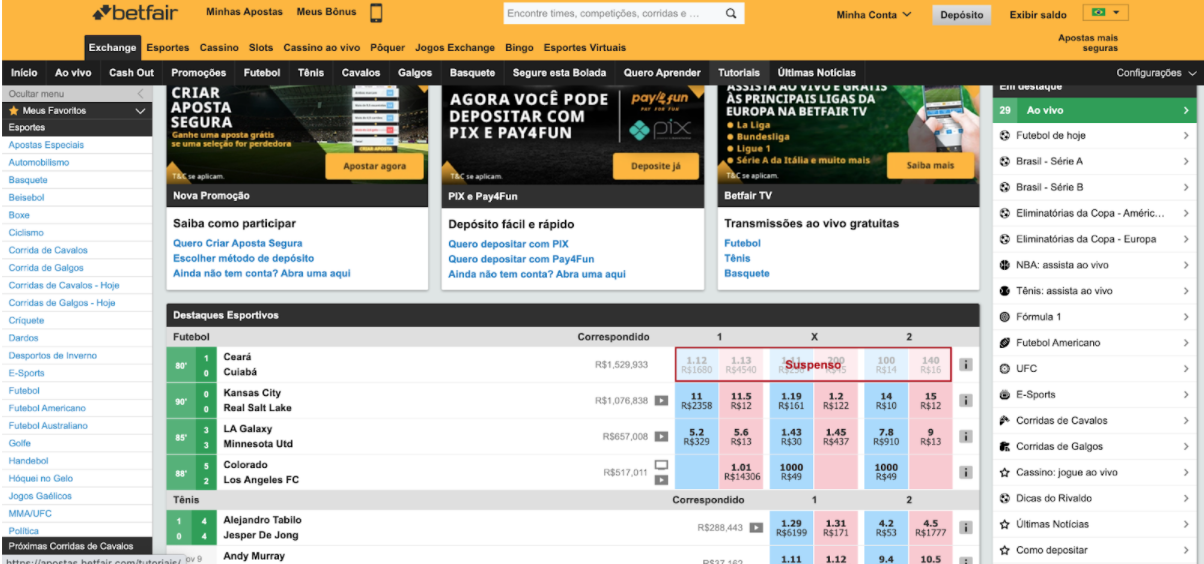 betfair
Minhas Apostas
Meus Bônus
Encontre times, competições, corridas e ...
Minha Conta
Depósito
Exibir saldo
Apostas mais
seguras
Exchange
Esportes
Cassino
Slots
Cassino ao vivo
Pôquer
Jogos Exchange
Bingo
Esportes Virtuais
Início
Ao vivo
Cash Out
Promoções
Futebol
Tênis
Cavalos
Galgos
Basquete
Segure esta Bolada
Quero Aprender
Tutoriais
Últimas Notícias
Configurações
Ocultar menu
Meus Favoritos
Esportes
Apostas Especiais
Automobilismo
Basquete
Beisebol
Boxe
Ciclismo
Corrida de Cavalos
Corrida de Galgos
Corridas de Cavalos - Hoje
Corridas de Galgos - Hoje
Críquete
Dardos
Desportos de Inverno
E-Sports
Futebol
Futebol Americano
Futebol Australiano
Golfe
Handebol
Hóquei no Gelo
Jogos Gaélicos
MMA/UFC
Política
Próximas Corridas de Cavalos
https://apostas.betfair.com/tutoriais/
CRIAR
APOSTA
SEGURA
Ganhe uma aposta grátis
se uma seleção for perdedora
Apostar agora
T&C se aplicam.
Nova Promoção
Saiba como participar
Quero Criar Aposta Segura
Escolher método de depósito
Ainda não tem conta? Abra uma aqui
AGORA VOCÊ PODE
DEPOSITAR COM
PIX E PAY4FUN
pay4fun
PAY FOR FUN
pix
Deposite já
T&C se aplicam.
PIX e Pay4Fun
Depósito fácil e rápido
Quero depositar com PIX
Quero depositar com Pay4Fun
Ainda não tem conta? Abra uma aqui
ASSISTA AO VIVO E GRÁTIS
ÀS PRINCIPAIS LIGAS DA
EUROPA NA BETFAIR TV
La Liga
Bundesliga
Ligue 1
Série A da Itália e muito mais
Saiba mais
T&C se aplicam.
Betfair TV
Transmissões ao vivo gratuitas
Futebol
Tênis
Basquete
Destaques Esportivos
Futebol Correspondido 1 X 2
80' 1 Ceará R$1,529,933 1.12 1.13 200 100 140
0 Cuiabá R$1680 R$4540 Suspenso R$14 R$16
90' 0 Kansas City R$1,076,838 11 11.5 1.19 1.2 14 15
0 Real Salt Lake R$2358 R$12 R$161 R$122 R$10 R$12
85' 3 LA Galaxy R$657,008 5.2 5.6 1.43 1.45 7.8 9
3 Minnesota Utd R$329 R$13 R$30 R$437 R$910 R$13
88' 5 Colorado R$517,011 1.01 1000 1000
2 Los Angeles FC R$14306 R$49 R$49
Tênis Correspondido 1 2
1 4 Alejandro Tabilo R$288,443 1.29 1.31 4.2 4.5
0 4 Jesper De Jong R$6199 R$171 R$53 R$1777
ov 9 Andy Murray R$37,162 1.11 1.12 9.4 10.5
Em destaque
29 Ao vivo
Futebol de hoje
Brasil - Série A
Brasil - Série B
Eliminatórias da Copa - Améric...
Eliminatórias da Copa - Europa
NBA: assista ao vivo
Tênis: assista ao vivo
Fórmula 1
Futebol Americano
UFC
E-Sports
Corridas de Cavalos
Corridas de Galgos
Cassino: jogue ao vivo
Dicas do Rivaldo
Últimas Notícias
Como depositar